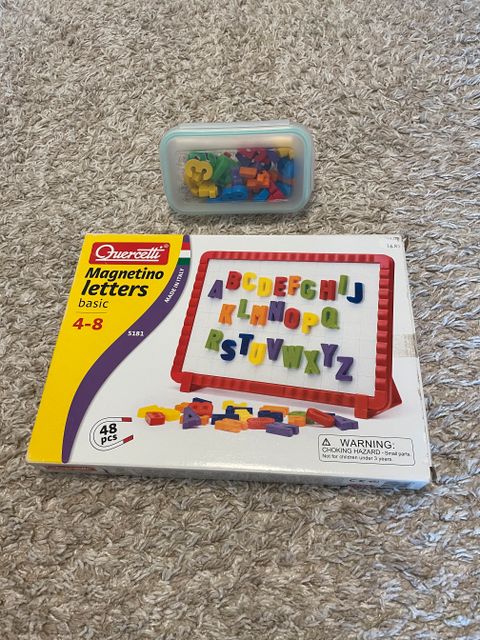 Quercetti
Magnetino
letters
basic
4-8
MADE IN ITALY
5181
ABCDEFGHIJ
KLMNOPQ
RSTUVWXYZ
48
pcs
WARNING:
CHOKING HAZARD - Small parts
Not for children under 3 years